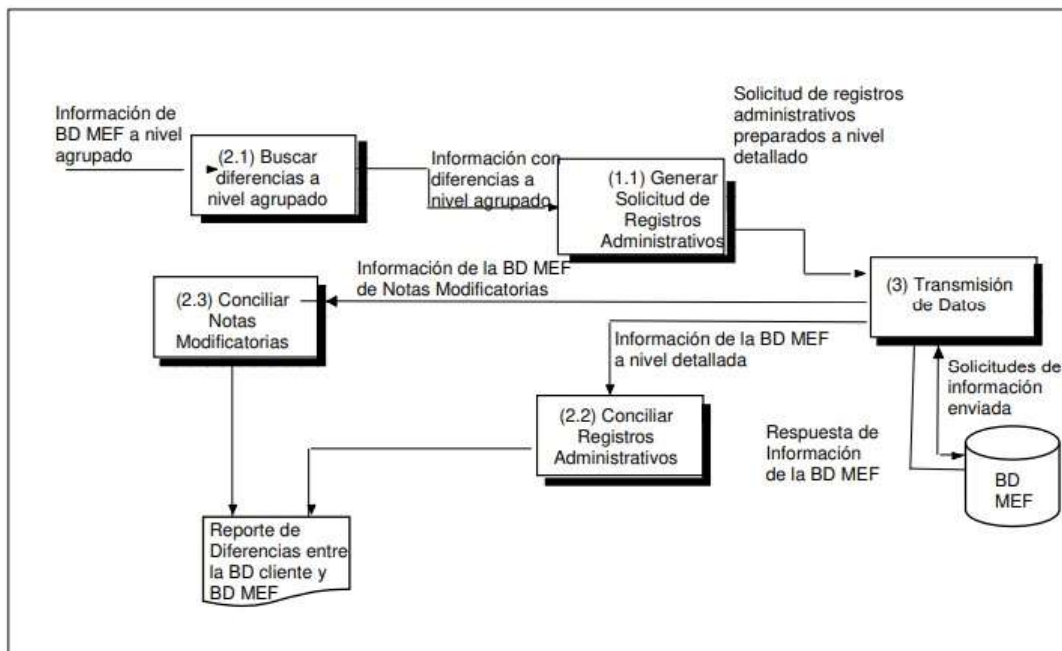 Información de
BD MEF a nivel
agrupado
(2.1) Buscar
diferencias a
nivel agrupado
Información con
diferencias a
nivel agrupado
(1.1) Generar
Solicitud de
Registros
Administrativos
Solicitud de registros
administrativos
preparados a nivel
detallado
(3) Transmisión
de Datos
Información de la BD MEF
de Notas Modificatorias
(2.3) Conciliar
Notas
Modificatorias
Información de la BD MEF
a nivel detallada
(2.2) Conciliar
Registros
Administrativos
Solicitudes de
información
enviada
Respuesta de
Información
de la BD MEF
BD
MEF
Reporte de
Diferencias entre
la BD cliente y
BD MEF